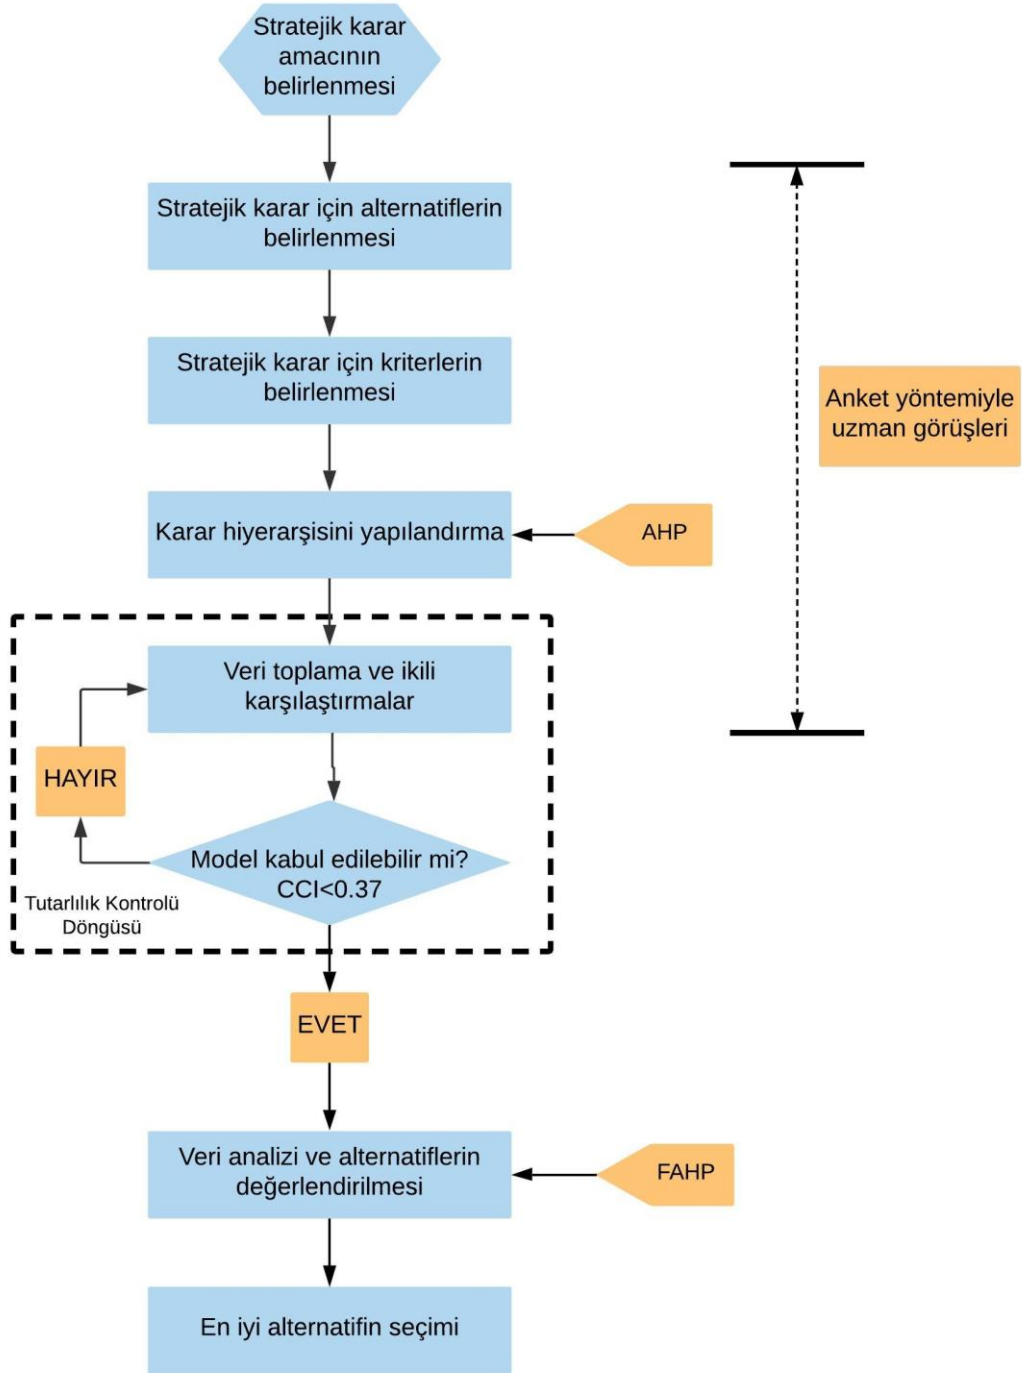 Stratejik karar
amacının
belirlenmesi
Stratejik karar için alternatiflerin
belirlenmesi
Stratejik karar için kriterlerin
belirlenmesi
Anket yöntemiyle
uzman görüşleri
Karar hiyerarşisini yapılandırma
AHP
Veri toplama ve ikili
karşılaştırmalar
HAYIR
Model kabul edilebilir mi?
CCI<0.37
Tutarlılık Kontrolü
Döngüsü
EVET
Veri analizi ve alternatiflerin
değerlendirilmesi
FAHP
En iyi alternatifin seçimi